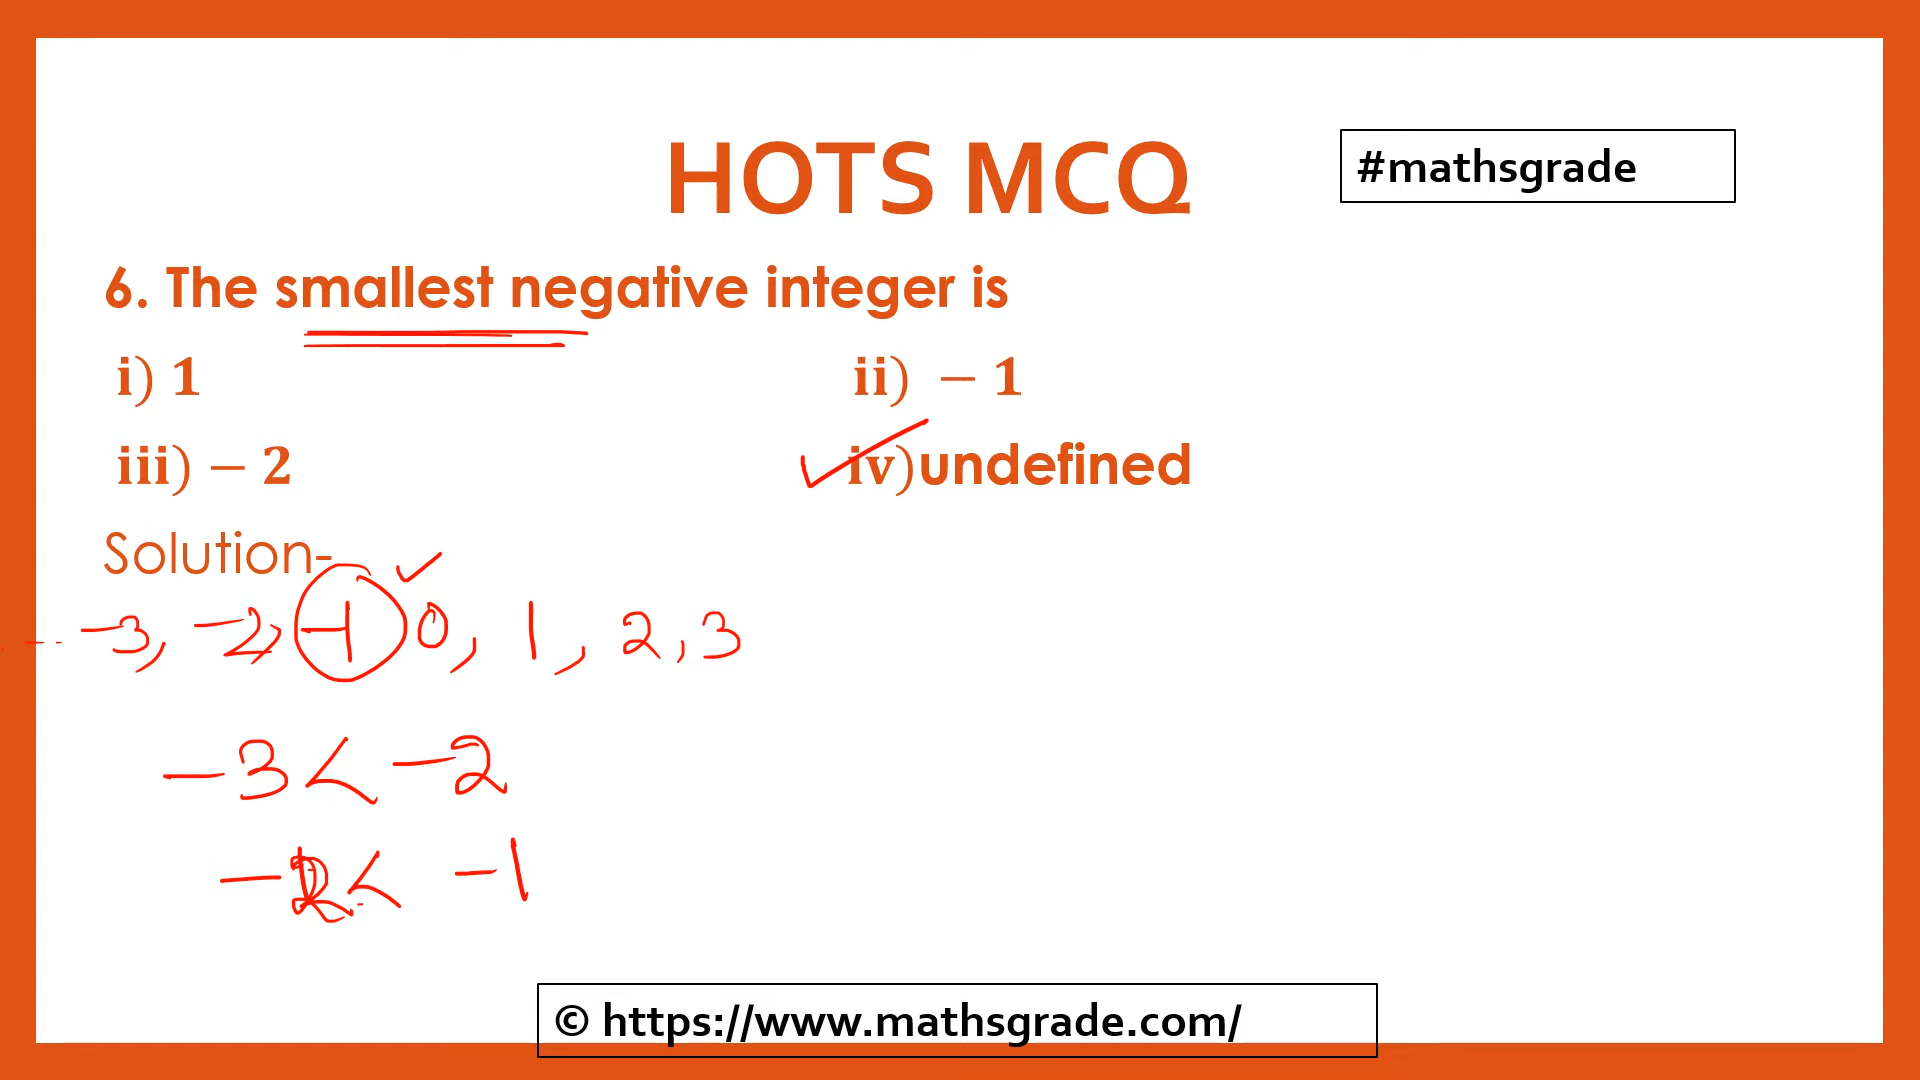 HOTS MCQ
#mathsgrade
6. The smallest negative integer is
i) 1
ii) - 1
iii) - 2
iv)undefined
Solution-
-3, -2, -1 0, 1, 2, 3
-3 < -2
< -1
© https://www.mathsgrade.com/